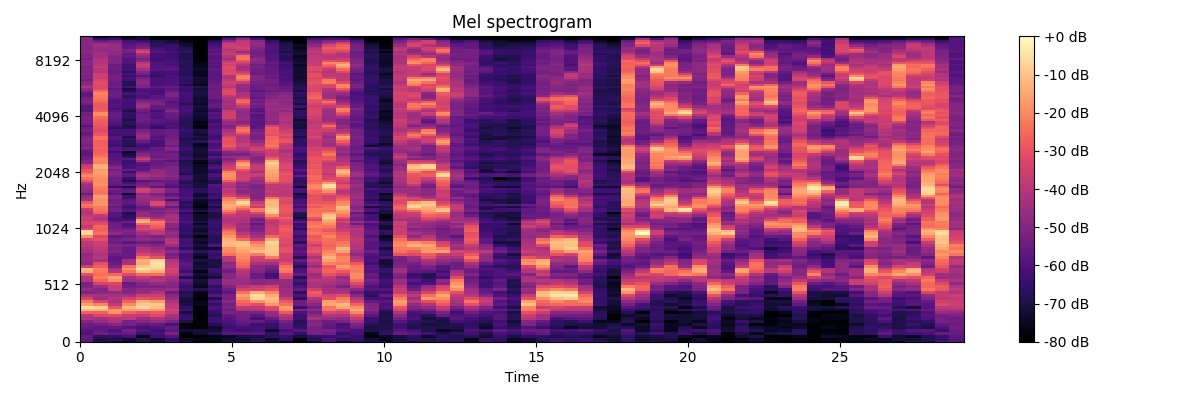 Mel spectrogram
8192
4096
2048
1024
512
0
Hz
0 5 10 15 20 25
Time
+0 dB
-10 dB
-20 dB
-30 dB
-40 dB
-50 dB
-60 dB
-70 dB
-80 dB